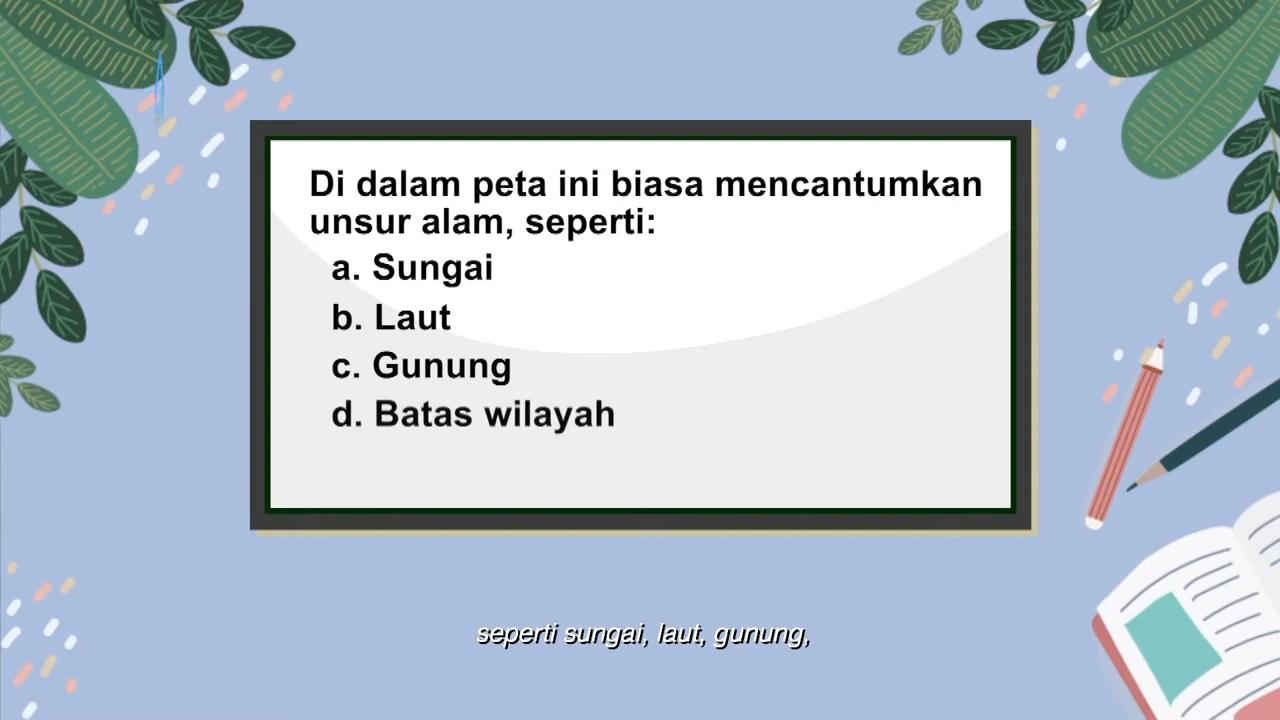 Di dalam peta ini biasa mencantumkan
unsur alam, seperti:
a. Sungai
b. Laut
c. Gunung
d. Batas wilayah
seperti sungai, laut, gunung,